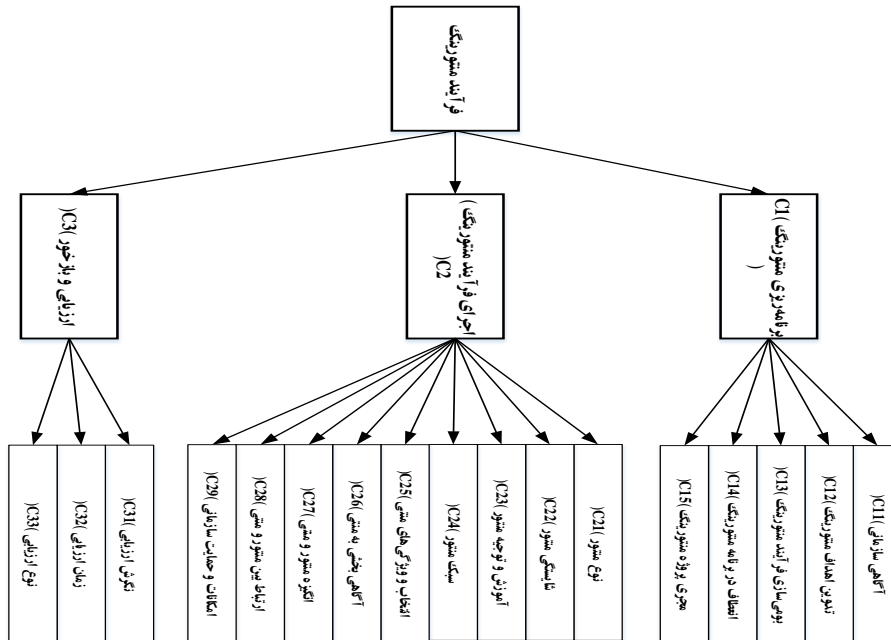 فرآیند منتورینگ
برنامه‌ریزی منتورینگ )C1
(
اجرای فرآیند منتورینگ (
)C2(
ارزیابی و بازخور )C3(
آگاهی سازمانی )C11(
تدوین اهداف منتورینگ )C12(
بومی‌سازی فرآیند منتورینگ )C13(
انعطاف در برنامه منتورینگ )C14(
مجری پروژه منتورینگ )C15(
نوع منتور )C21(
شایستگی منتور )C22(
آموزش و توجیه منتور )C23(
سبک منتور )C24(
انتخاب و ویژگی‌های منتی )C25(
آگاهی بخشی به منتی )C26(
انگیزه منتور و منتی )C27(
ارتباط بین منتور و منتی )C28(
امکانات و حمایت سازمانی )C29(
نگرش ارزیابی )C31(
زمان ارزیابی )C32(
نوع ارزیابی )C33(